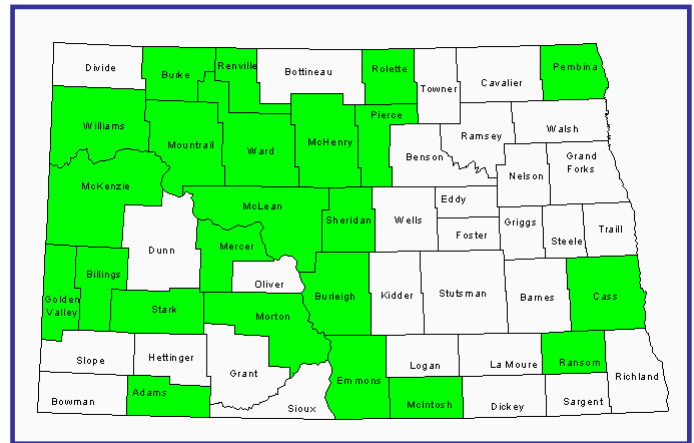 Divide
Burke
Renville
Bottineau
Rolette
Towner
Cavalier
Pembina
Williams
Mountrail
Ward
McHenry
Pierce
Benson
Ramsey
Walsh
Nelson
Grand
Forks
McKenzie
McLean
Sheridan
Wells
Eddy
Foster
Griggs
Steele
Traill
Dunn
Mercer
Oliver
Billings
Golden
Valley
Stark
Morton
Burleigh
Kidder
Stutsman
Barnes
Cass
Slope
Hettinger
Grant
Emmons
Logan
La Moure
Ransom
Richland
Bowman
Adams
Sioux
McIntosh
Dickey
Sargent